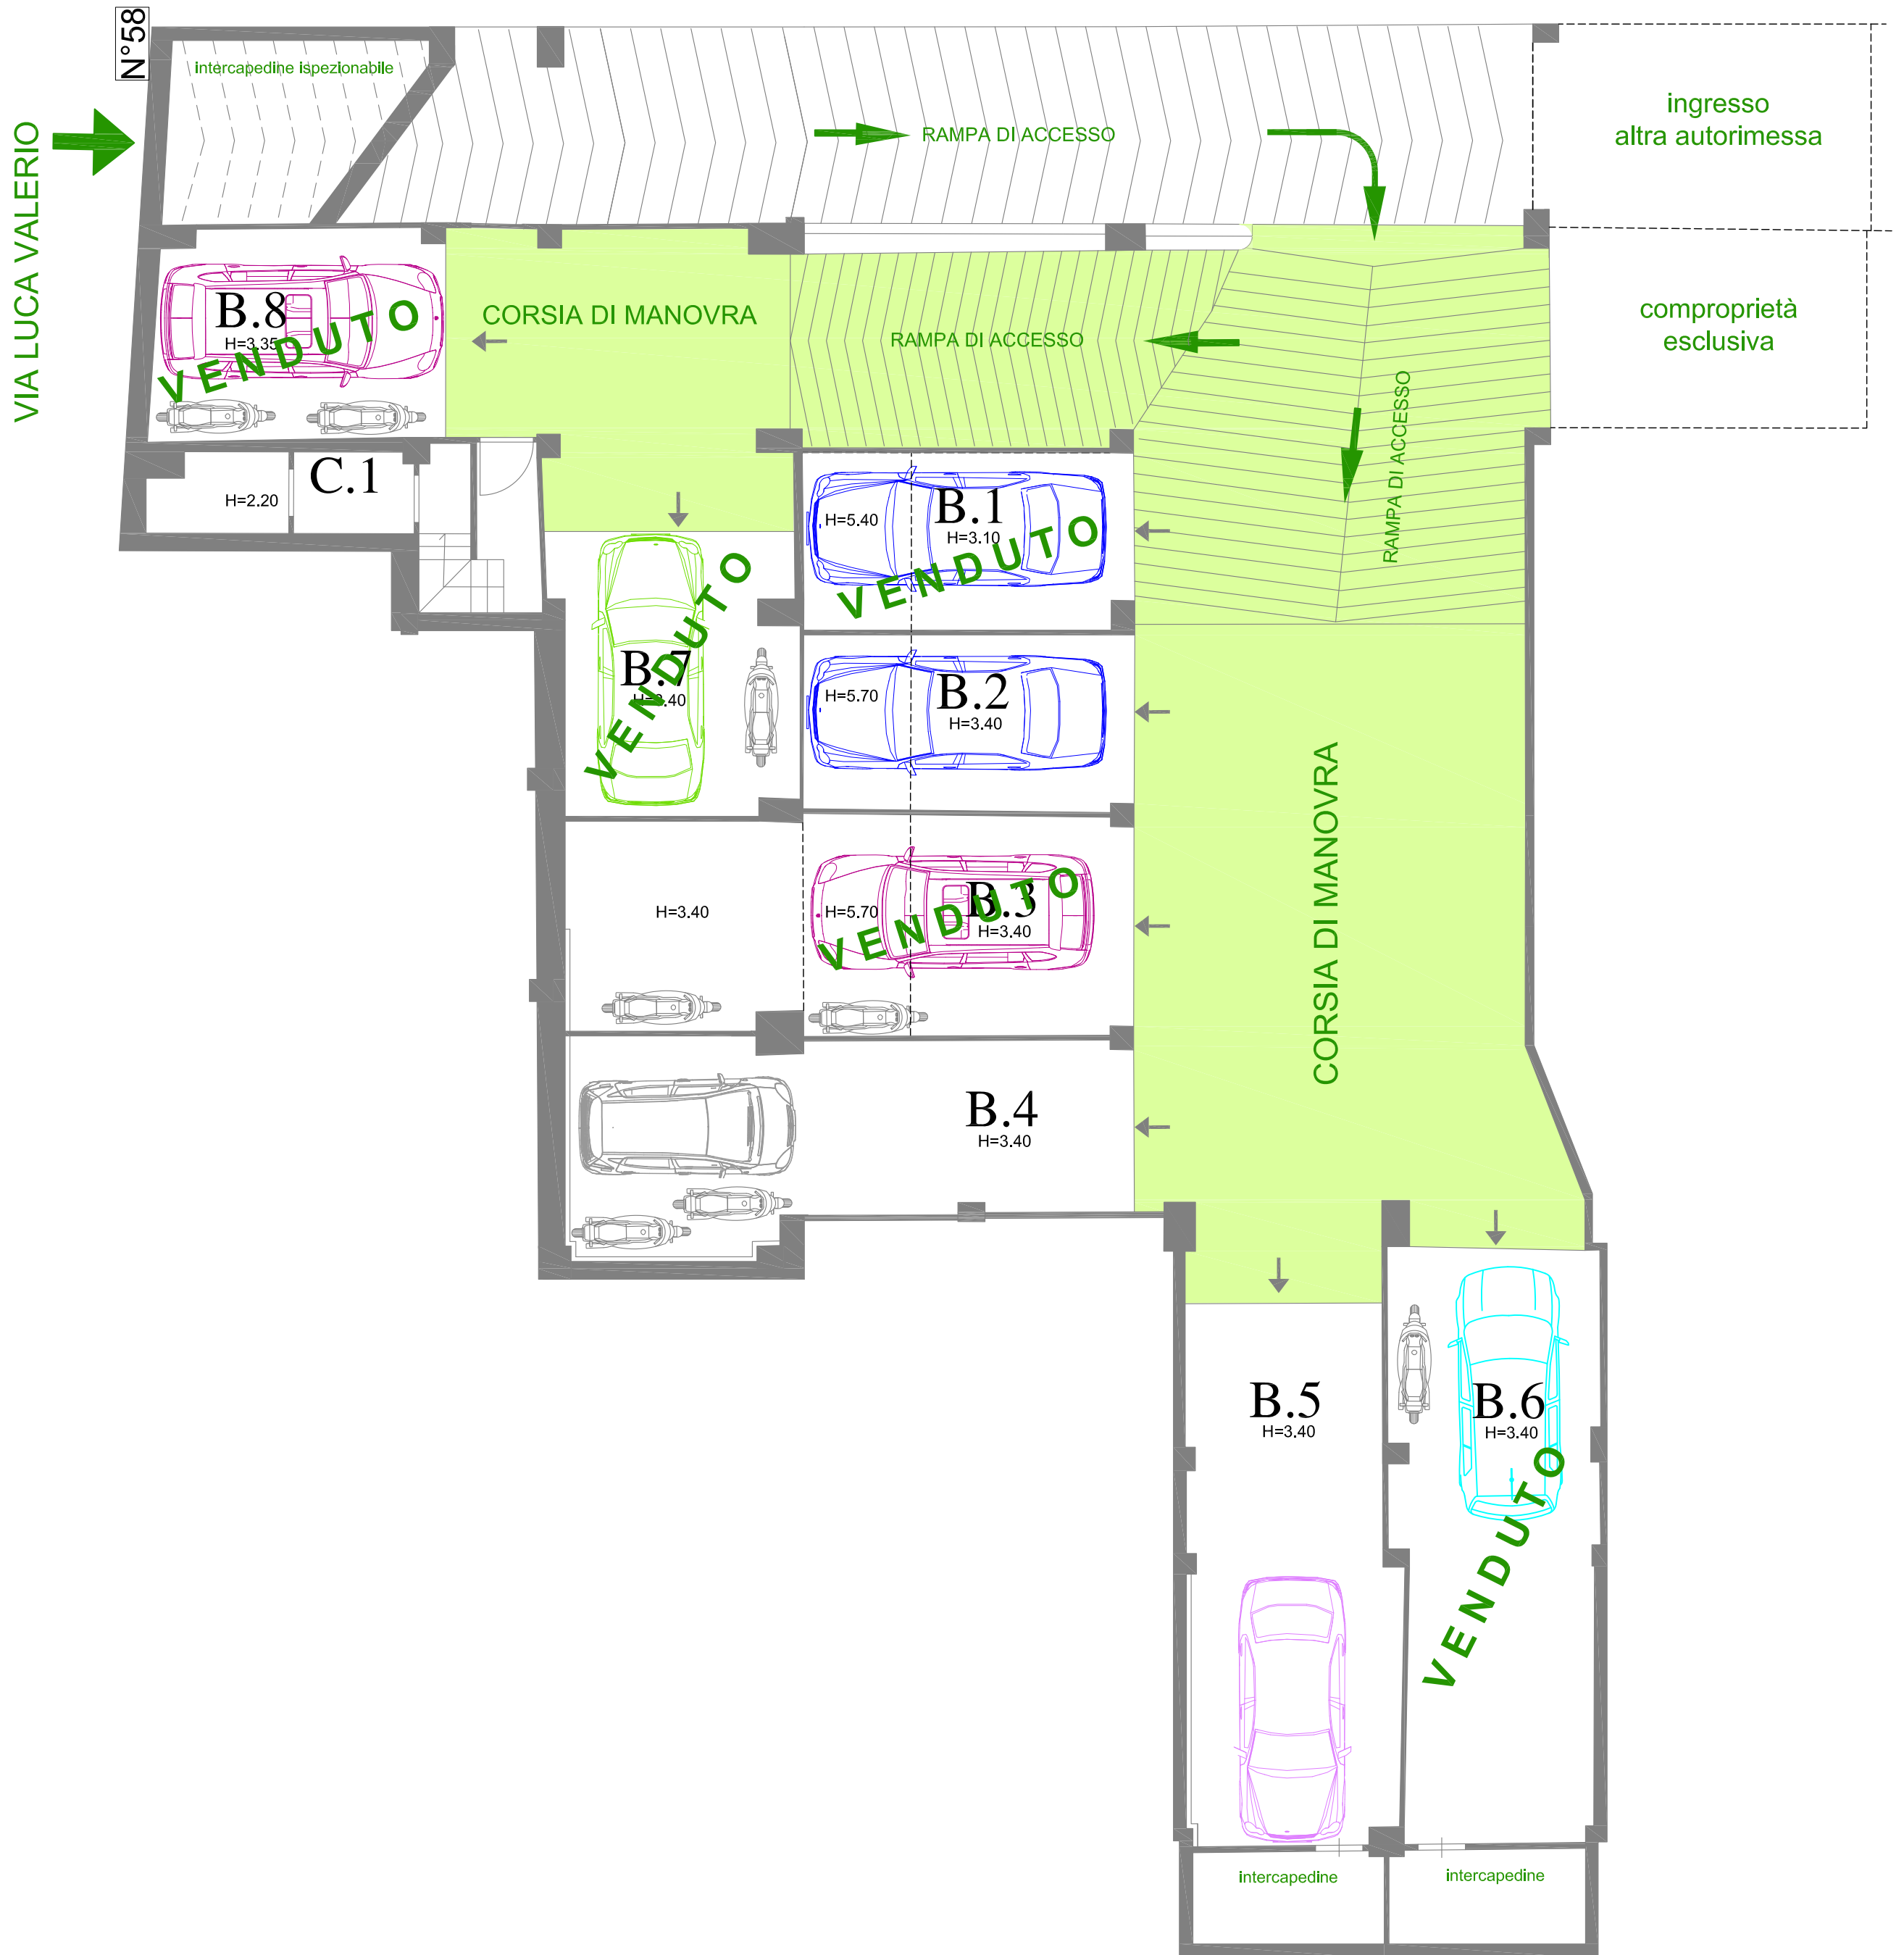 N°58
VIA LUCA VALERIO
intercapedine ispezionabile
RAMPA DI ACCESSO
ingresso
altra autorimessa
comproprietà
esclusiva
B.8
H=3.35
VENDUTO
CORSIA DI MANOVRA
RAMPA DI ACCESSO
RAMPA DI ACCESSO
C.1
H=2.20
H=5.40
B.1
H=3.10
VENDUTO
B.7
H=3.40
VENDUTO
H=5.70
B.2
H=3.40
CORSIA DI MANOVRA
H=3.40
H=5.70
B.3
H=3.40
VENDUTO
B.4
H=3.40
B.5
H=3.40
B.6
H=3.40
VENDUTO
intercapedine
intercapedine